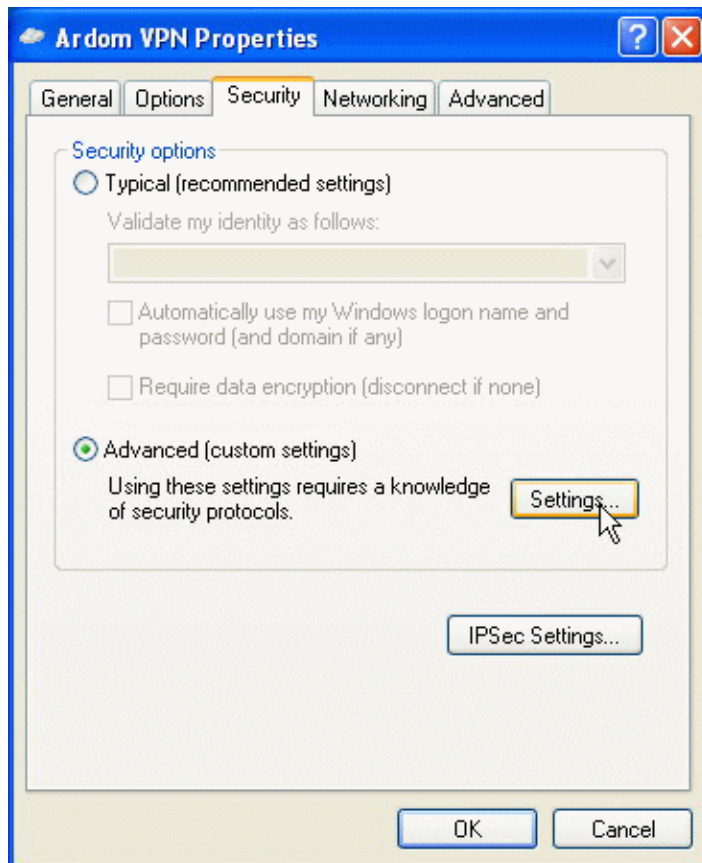 Ardom VPN Properties
General Options Security Networking Advanced
Security options
Typical (recommended settings)
Validate my identity as follows:
Automatically use my Windows logon name and
password (and domain if any)
Require data encryption (disconnect if none)
Advanced (custom settings)
Using these settings requires a knowledge
of security protocols.
Settings...
IPSec Settings...
OK Cancel